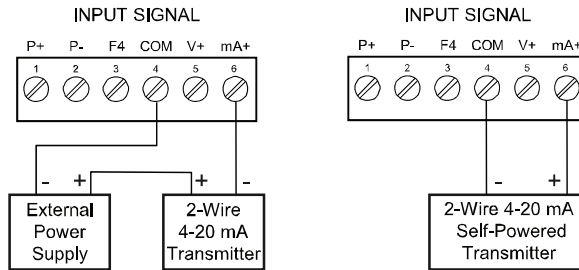 INPUT SIGNAL
P+ P- F4 COM V+ mA+
1 2 3 4 5 6
- + + -
External
Power
Supply
2-Wire
4-20 mA
Transmitter
INPUT SIGNAL
P+ P- F4 COM V+ mA+
1 2 3 4 5 6
- +
2-Wire 4-20 mA
Self-Powered
Transmitter